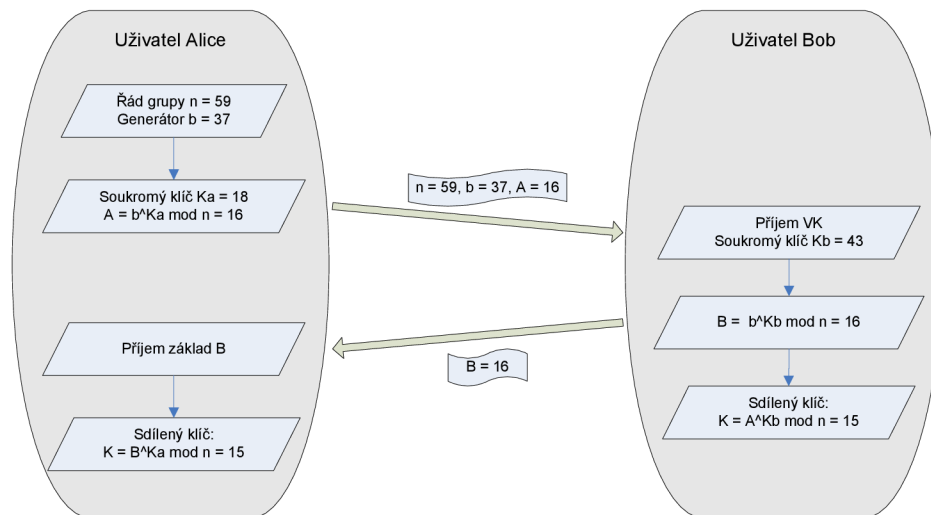 Uživatel Alice
Řád grupy n = 59
Generátor b = 37
Soukromý klíč Ka = 18
A = b^Ka mod n = 16
n = 59, b = 37, A = 16
Uživatel Bob
Příjem VK
Soukromý klíč Kb = 43
B = b^Kb mod n = 16
B = 16
Příjem základ B
Sdílený klíč:
K = B^Ka mod n = 15
Sdílený klíč:
K = A^Kb mod n = 15